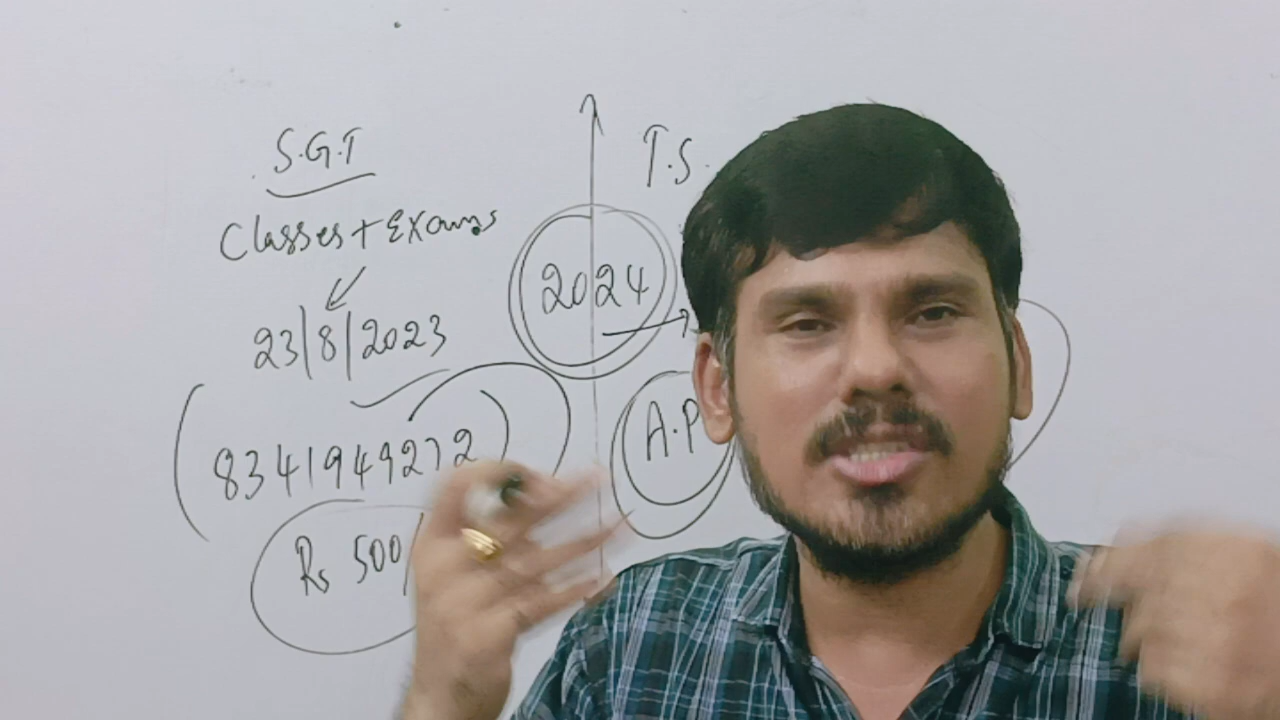 S.G.T
Classes + Exams
23/8/2023
8341949272
Rs 500/
T.S.
2024
A.P